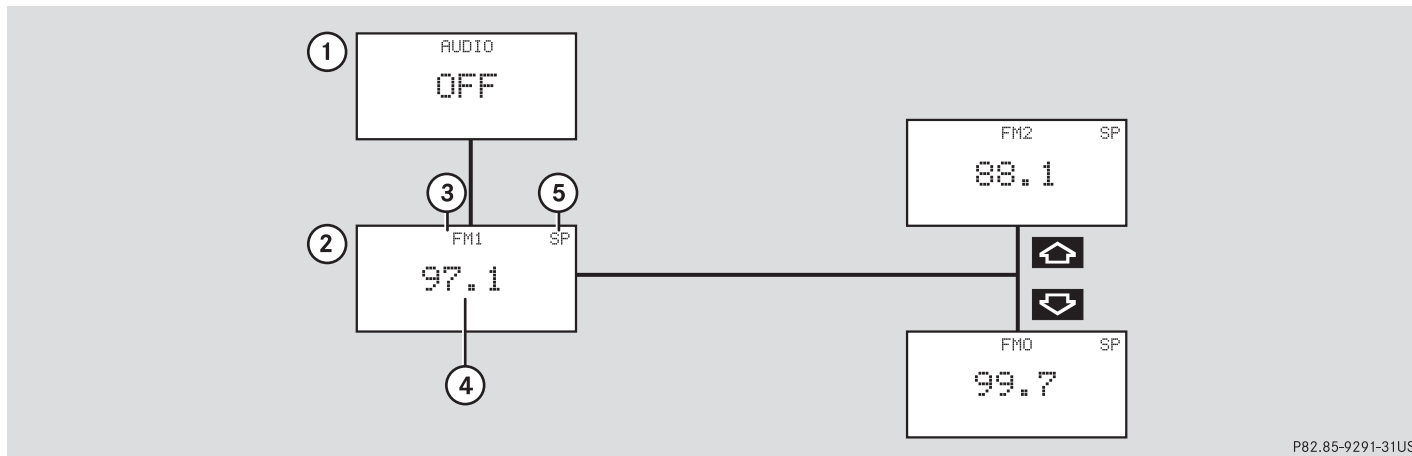 1
AUDIO
OFF
3
5
2
FM1 SP
97.1
4
FM2 SP
88.1
FM0 SP
99.7
P82.85-9291-31US